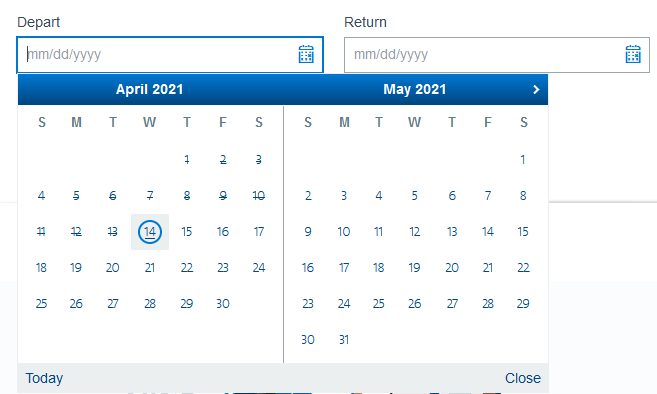 Depart Return
mm/dd/yyyy mm/dd/yyyy
April 2021 May 2021
S M T W T F S S M T W T F S
1 2 3 1
4 5 6 7 8 9 10 2 3 4 5 6 7 8
11 12 13 14 15 16 17 9 10 11 12 13 14 15
18 19 20 21 22 23 24 16 17 18 19 20 21 22
25 26 27 28 29 30 23 24 25 26 27 28 29
30 31
Today Close